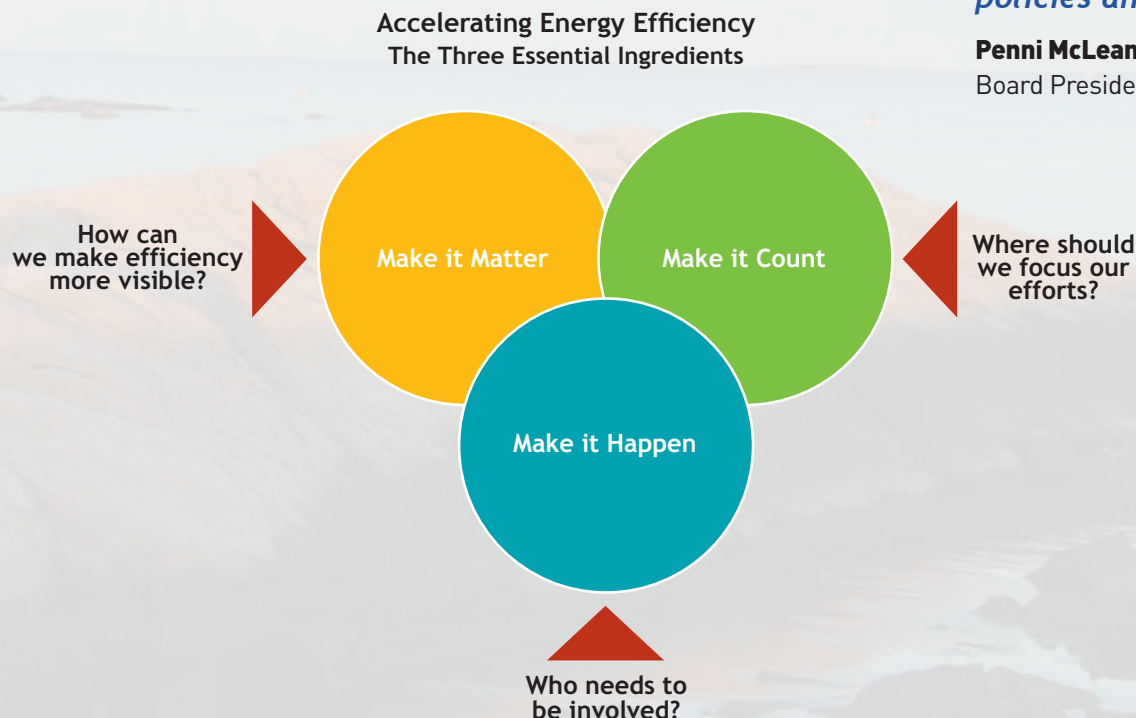 Accelerating Energy Efficiency
The Three Essential Ingredients
policies an
Penni McLean
Board Preside
How can
we make efficiency
more visible?
Make it Matter
Make it Count
Where should
we focus our
efforts?
Make it Happen
Who needs to
be involved?